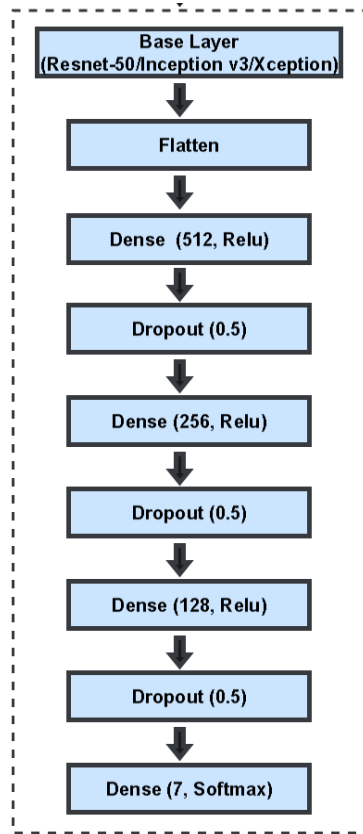 Base Layer
(Resnet-50/Inception v3/Xception)
Flatten
Dense (512, Relu)
Dropout (0.5)
Dense (256, Relu)
Dropout (0.5)
Dense (128, Relu)
Dropout (0.5)
Dense (7, Softmax)